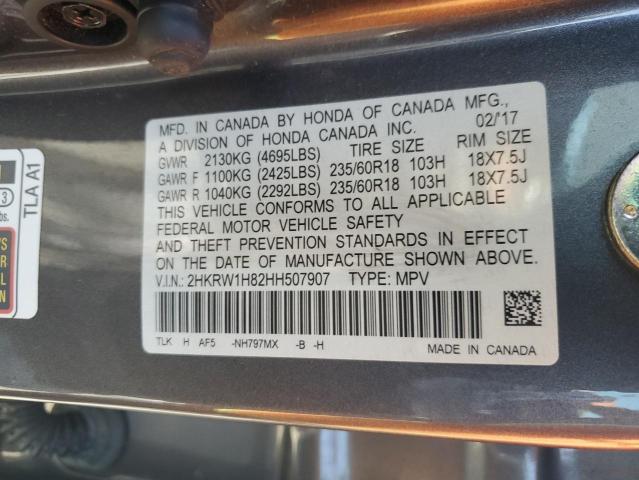 MFD. IN CANADA BY HONDA OF CANADA MFG.,
A DIVISION OF HONDA CANADA INC. 02/'17
GVWR 2130KG (4695LBS) TIRE SIZE RIM SIZE
GAWR F 1100KG (2425LBS) 235/60R18 103H 18X7.5J
GAWR R 1040KG (2292LBS) 235/60R18 103H 18X7.5J
THIS VEHICLE CONFORMS TO ALL APPLICABLE
FEDERAL MOTOR VEHICLE SAFETY
AND THEFT PREVENTION STANDARDS IN EFFECT
ON THE DATE OF MANUFACTURE SHOWN ABOVE.
V.I.N.: 2HKRW1H82HH507907 TYPE: MPV
TLK H AF5 -NH797MX -B -H
MADE IN CANADA
TLA A1
3
bs.